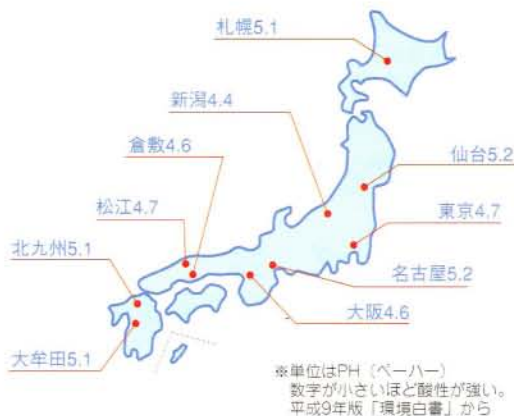 札幌5.1
新潟4.4
倉敷4.6
仙台5.2
松江4.7
東京4.7
北九州5.1
名古屋5.2
大阪4.6
大牟田5.1
※単位はPH（ペーハー）
数字が小さいほど酸性が強い。
平成9年版「環境白書」から